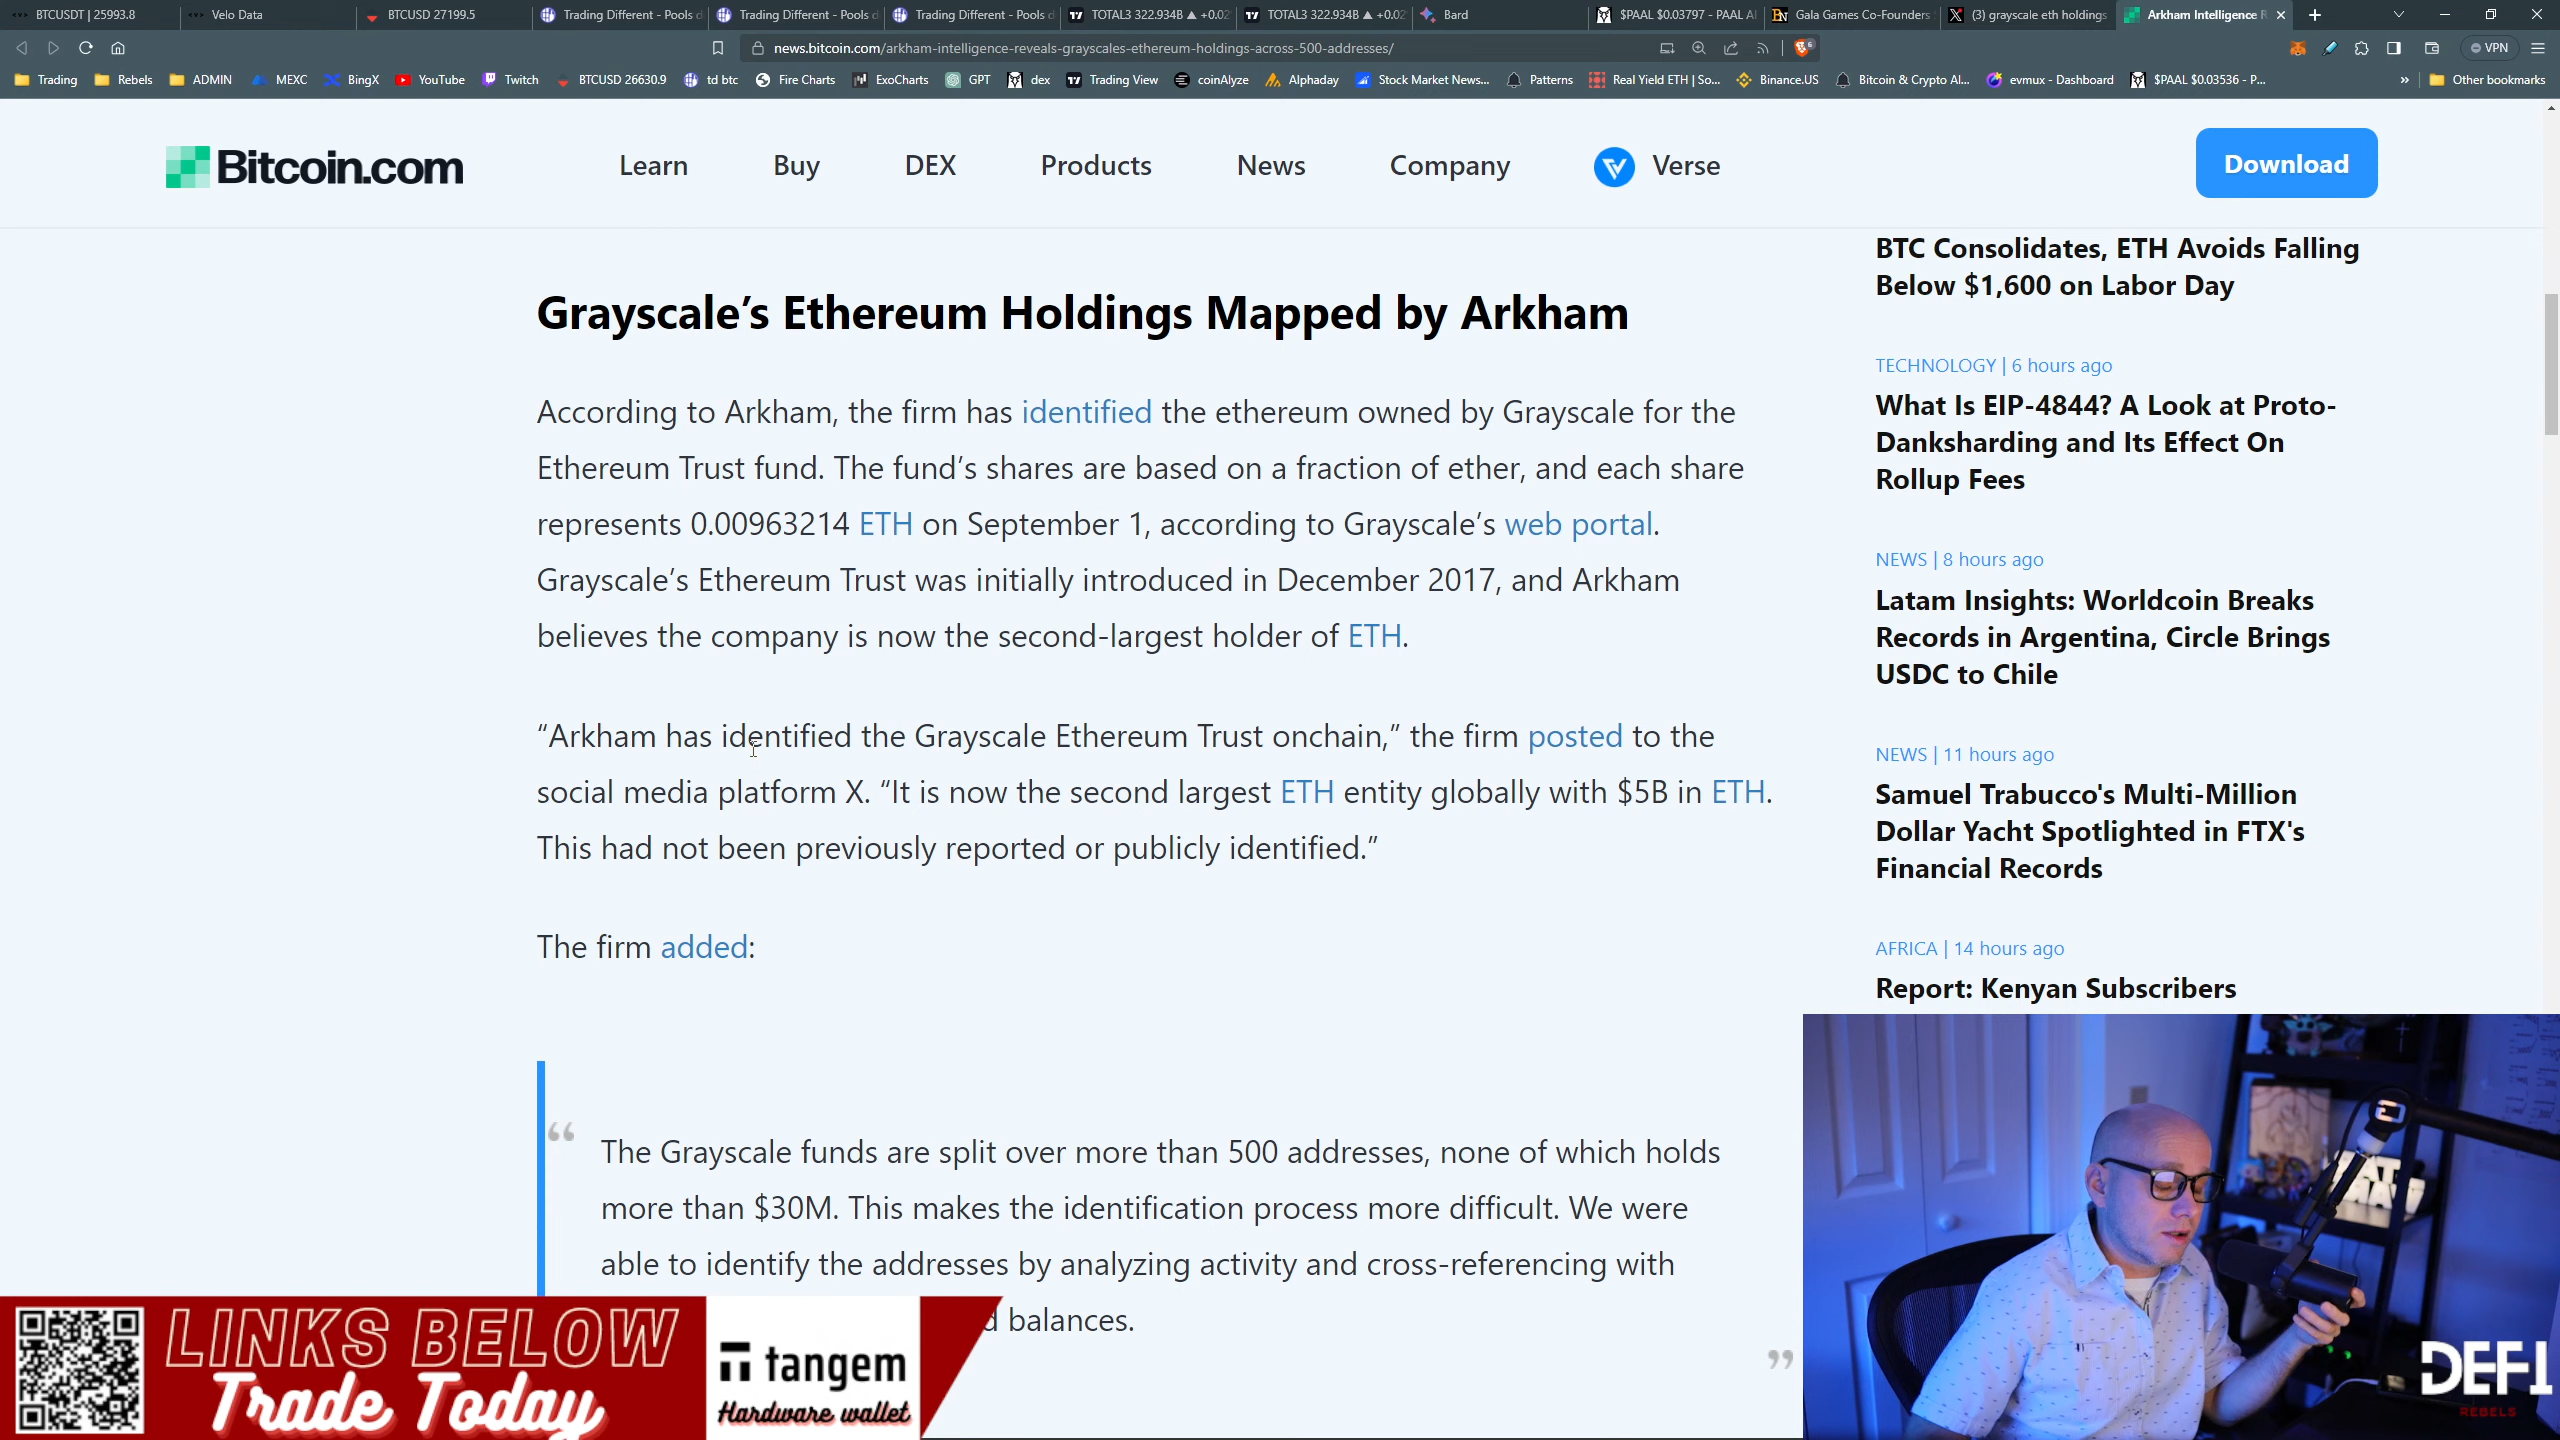 BTCUSDT | 25993.8
Velo Data
BTCUSD 27199.5
Trading Different - Pools d
Trading Different - Pools d
Trading Different - Pools d
TOTAL3 322.934B ▲ +0.02
TOTAL3 322.934B ▲ +0.02
Bard
$PAAL $0.03797 - PAAL AI
Gala Games Co-Founders
(3) grayscale eth holdings
Arkham Intelligence R
news.bitcoin.com/arkham-intelligence-reveals-grayscales-ethereum-holdings-across-500-addresses/
VPN
Trading
Rebels
ADMIN
MEXC
BingX
YouTube
Twitch
BTCUSD 26630.9
td btc
Fire Charts
ExoCharts
GPT
dex
Trading View
coinAlyze
Alphaday
Stock Market News...
Patterns
Real Yield ETH | So...
Binance.US
Bitcoin & Crypto Al...
evmux - Dashboard
$PAAL $0.03536 - P...
Other bookmarks
Bitcoin.com
Learn
Buy
DEX
Products
News
Company
Verse
Download
Grayscale’s Ethereum Holdings Mapped by Arkham
According to Arkham, the firm has identified the ethereum owned by Grayscale for the
Ethereum Trust fund. The fund’s shares are based on a fraction of ether, and each share
represents 0.00963214 ETH on September 1, according to Grayscale’s web portal.
Grayscale’s Ethereum Trust was initially introduced in December 2017, and Arkham
believes the company is now the second-largest holder of ETH.
“Arkham has identified the Grayscale Ethereum Trust onchain,” the firm posted to the
social media platform X. “It is now the second largest ETH entity globally with $5B in ETH.
This had not been previously reported or publicly identified.”
The firm added:
“
The Grayscale funds are split over more than 500 addresses, none of which holds
more than $30M. This makes the identification process more difficult. We were
able to identify the addresses by analyzing activity and cross-referencing with
d balances.
”
BTC Consolidates, ETH Avoids Falling
Below $1,600 on Labor Day
TECHNOLOGY | 6 hours ago
What Is EIP-4844? A Look at Proto-
Danksharding and Its Effect On
Rollup Fees
NEWS | 8 hours ago
Latam Insights: Worldcoin Breaks
Records in Argentina, Circle Brings
USDC to Chile
NEWS | 11 hours ago
Samuel Trabucco's Multi-Million
Dollar Yacht Spotlighted in FTX's
Financial Records
AFRICA | 14 hours ago
Report: Kenyan Subscribers
LINKS BELOW
Trade Today
tangem
Hardware wallet
DEFI
REBELS